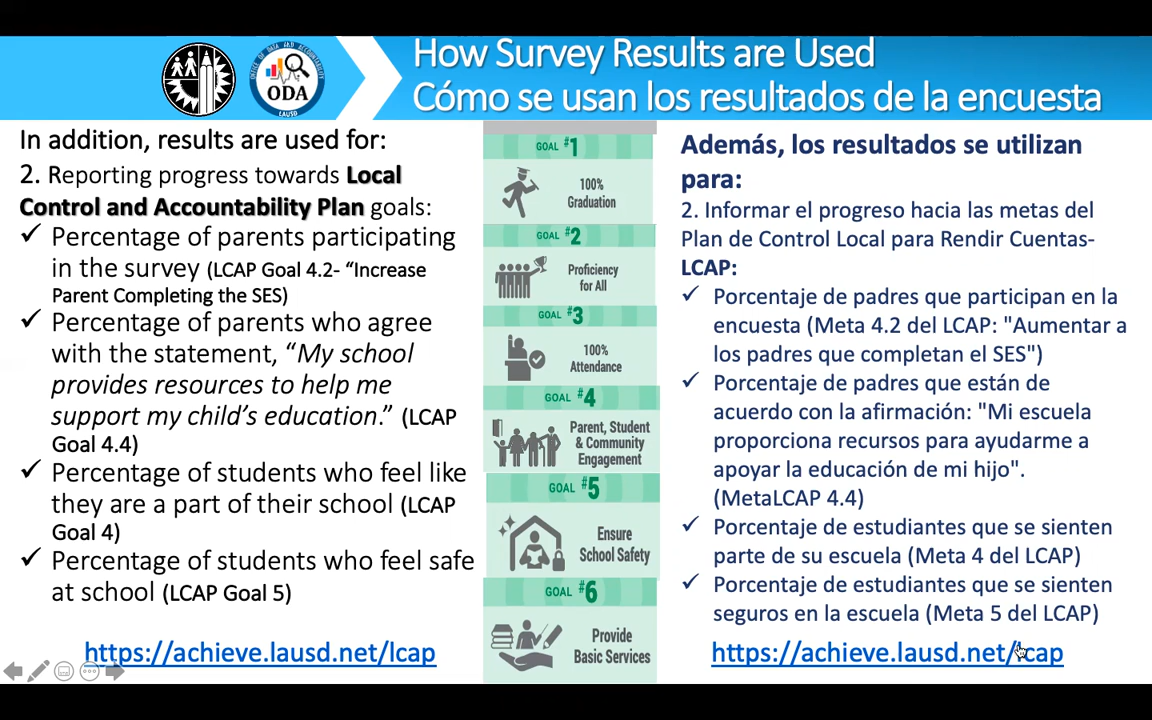 How Survey Results are Used
Cómo se usan los resultados de la encuesta
OFFICE OF DATA AND ACCOUNTABILITY
ODA
LAUSD
In addition, results are used for:
2. Reporting progress towards Local
Control and Accountability Plan goals:
✓ Percentage of parents participating
in the survey (LCAP Goal 4.2- “Increase
Parent Completing the SES)
✓ Percentage of parents who agree
with the statement, “My school
provides resources to help me
support my child’s education.” (LCAP
Goal 4.4)
✓ Percentage of students who feel like
they are a part of their school (LCAP
Goal 4)
✓ Percentage of students who feel safe
at school (LCAP Goal 5)
https://achieve.lausd.net/lcap
GOAL #1
100%
Graduation
GOAL #2
Proficiency
for All
GOAL #3
100%
Attendance
GOAL #4
Parent, Student
& Community
Engagement
GOAL #5
Ensure
School Safety
GOAL #6
Provide
Basic Services
Además, los resultados se utilizan
para:
2. Informar el progreso hacia las metas del
Plan de Control Local para Rendir Cuentas-
LCAP:
✓ Porcentaje de padres que participan en la
encuesta (Meta 4.2 del LCAP: "Aumentar a
los padres que completan el SES")
✓ Porcentaje de padres que están de
acuerdo con la afirmación: "Mi escuela
proporciona recursos para ayudarme a
apoyar la educación de mi hijo".
(MetaLCAP 4.4)
✓ Porcentaje de estudiantes que se sienten
parte de su escuela (Meta 4 del LCAP)
✓ Porcentaje de estudiantes que se sienten
seguros en la escuela (Meta 5 del LCAP)
https://achieve.lausd.net/lcap